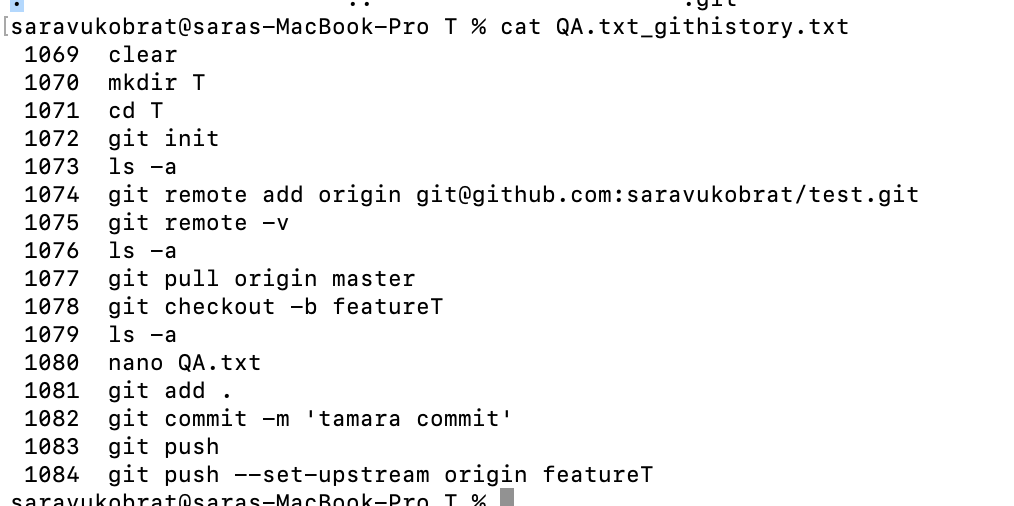 .               ..              .git
[saravukobrat@saras-MacBook-Pro T % cat QA.txt_githistory.txt
1069  clear
1070  mkdir T
1071  cd T
1072  git init
1073  ls -a
1074  git remote add origin git@github.com:saravukobrat/test.git
1075  git remote -v
1076  ls -a
1077  git pull origin master
1078  git checkout -b featureT
1079  ls -a
1080  nano QA.txt
1081  git add .
1082  git commit -m 'tamara commit'
1083  git push
1084  git push --set-upstream origin featureT
saravukobrat@saras-MacBook-Pro T %